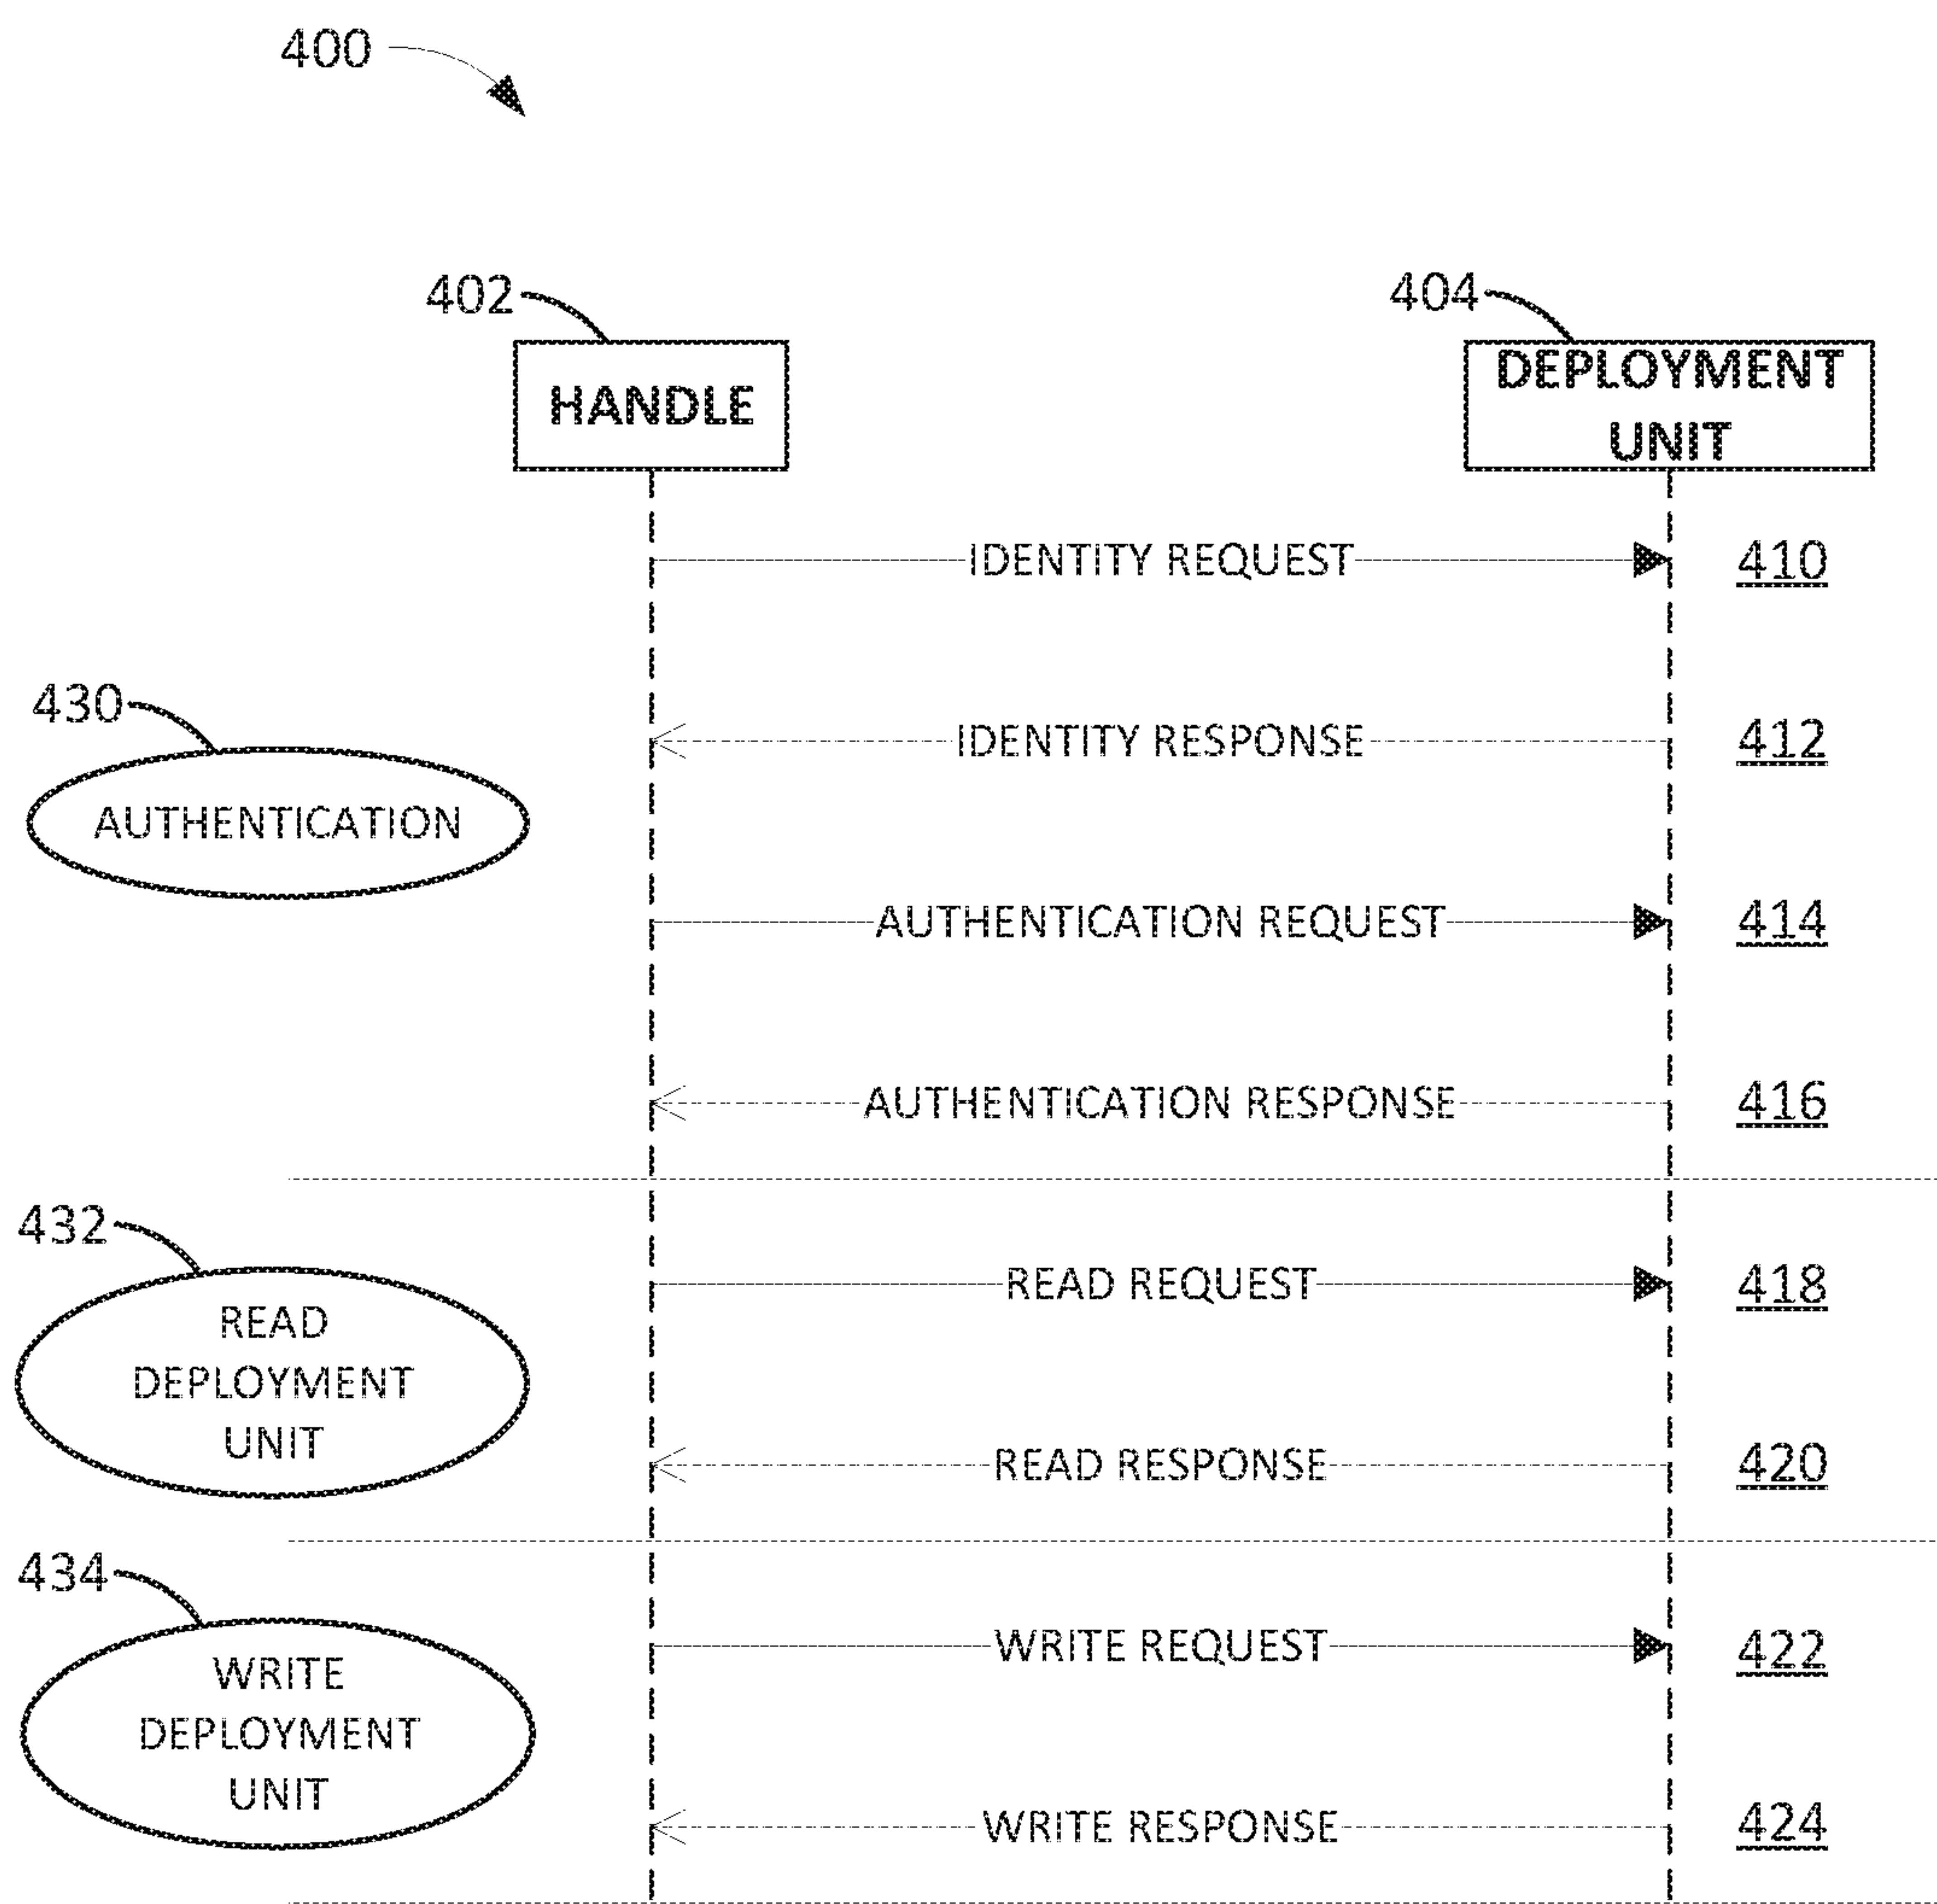 400
402
404
HANDLE
DEPLOYMENT
UNIT
IDENTITY REQUEST
410
430
IDENTITY RESPONSE
412
AUTHENTICATION
AUTHENTICATION REQUEST
414
AUTHENTICATION RESPONSE
416
432
READ REQUEST
418
READ
DEPLOYMENT
UNIT
READ RESPONSE
420
434
WRITE REQUEST
422
WRITE
DEPLOYMENT
UNIT
WRITE RESPONSE
424